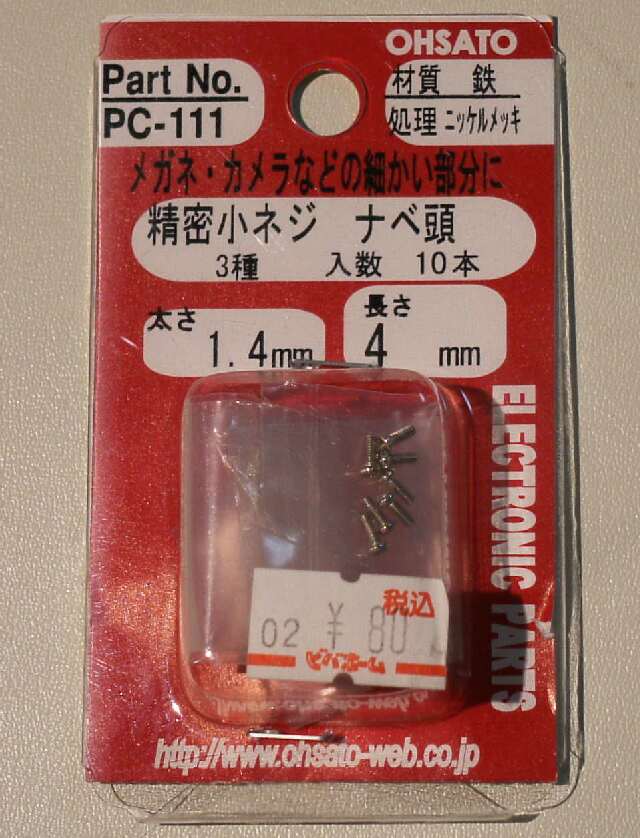 OHSATO
Part No.
PC-111
材質 鉄
処理 ニッケルメッキ
メガネ・カメラなどの細かい部分に
精密小ネジ ナベ頭
3種 入数 10本
太さ
1.4mm
長さ
4 mm
ELECTRONIC PARTS
税込
02 ¥80
http://www.ohsato-web.co.jp